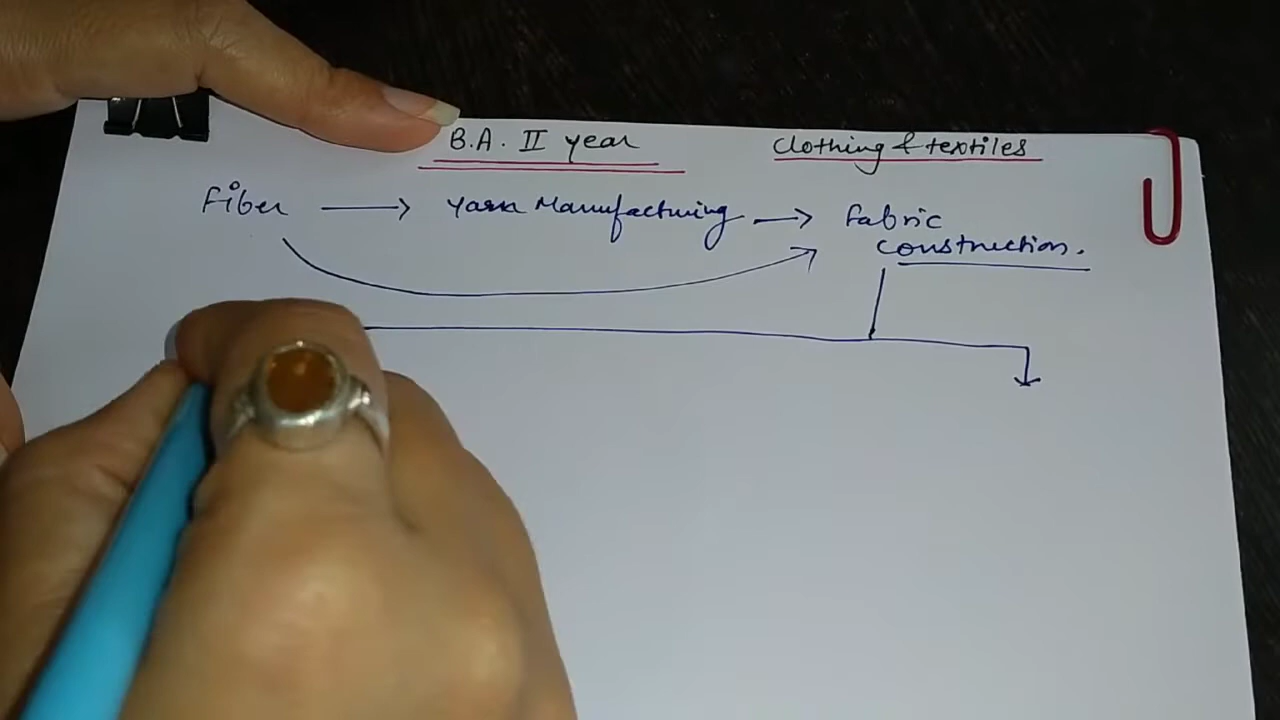 B.A. II year Clothing & textiles
Fiber → Yarn Manufacturing → Fabric
construction.